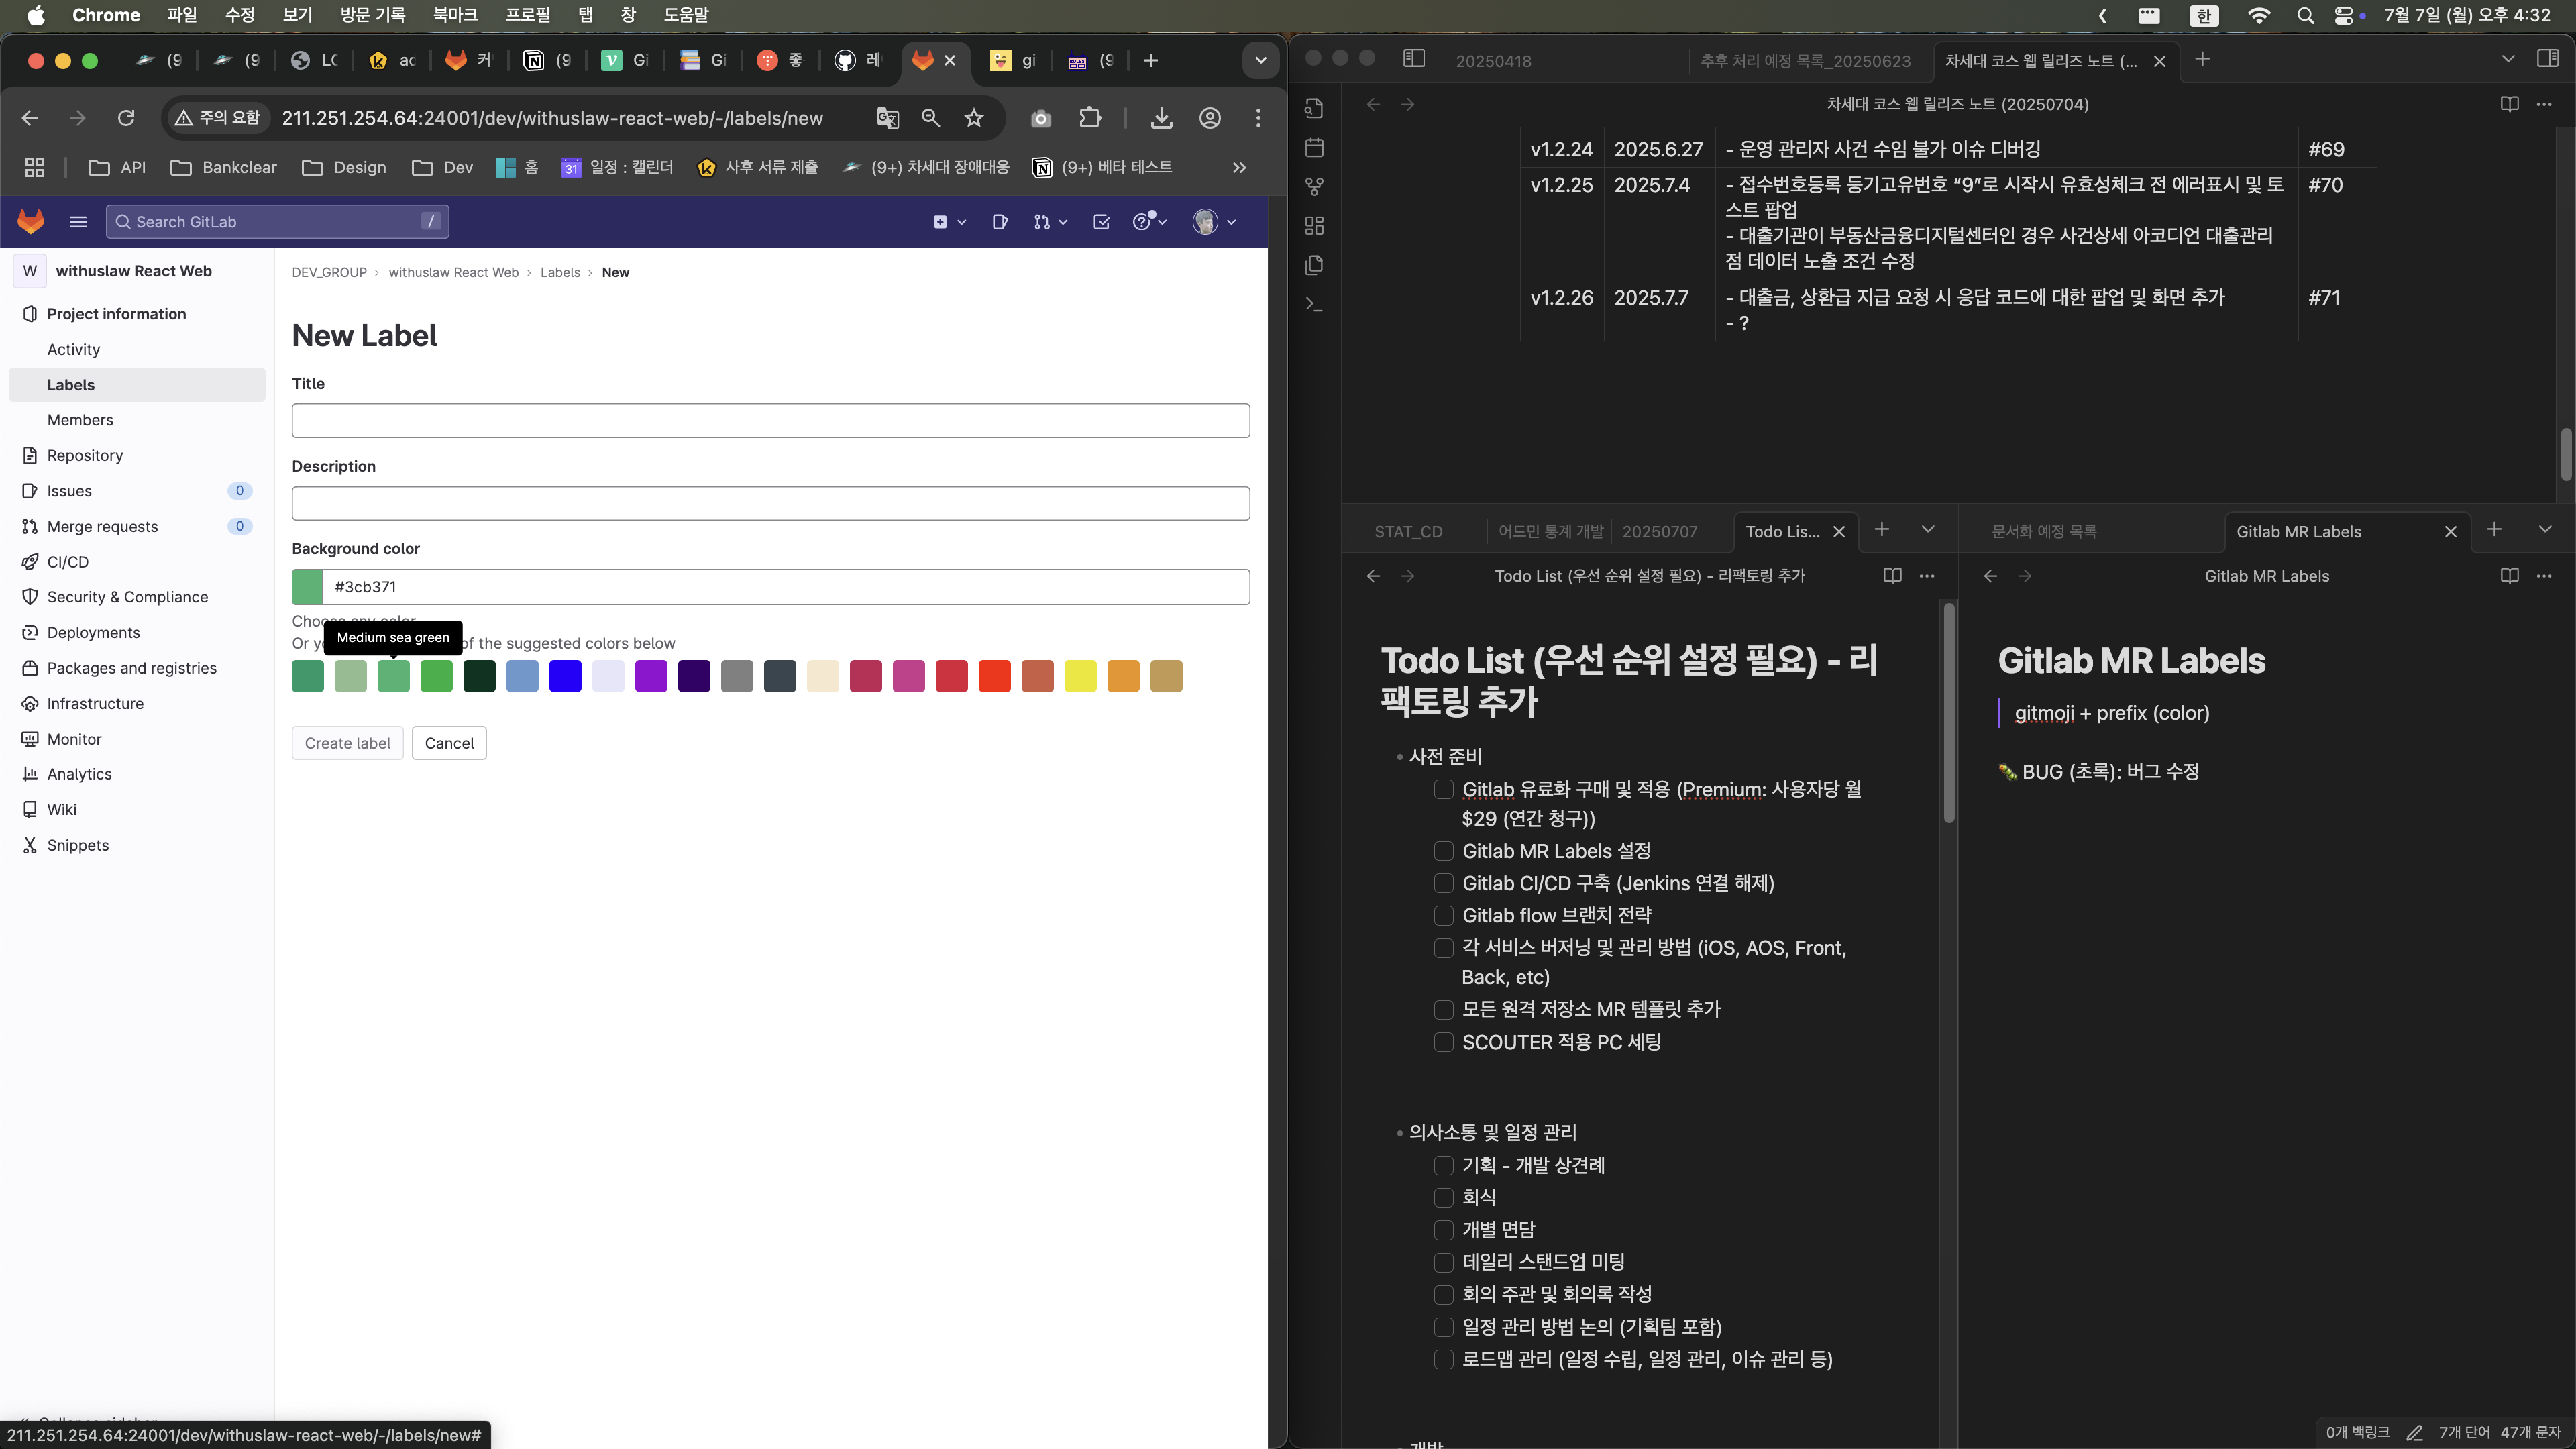 Chrome 파일 수정 보기 방문 기록 북마크 프로필 탭 창 도움말
한 7월 7일 (월) 오후 4:32
(9 (9 LC ac 커 (9 Gi Gi 좋 레 gi (9
주의 요함 211.251.254.64:24001/dev/withuslaw-react-web/-/labels/new
API Bankclear Design Dev 홈 일정 : 캘린더 사후 서류 제출 (9+) 차세대 장애대응 (9+) 베타 테스트
Search GitLab /
W withuslaw React Web
Project information
Activity
Labels
Members
Repository
Issues 0
Merge requests 0
CI/CD
Security & Compliance
Deployments
Packages and registries
Infrastructure
Monitor
Analytics
Wiki
Snippets
DEV_GROUP › withuslaw React Web › Labels › New
New Label
Title
Description
Background color
#3cb371
Medium sea green
of the suggested colors below
Create label Cancel
211.251.254.64:24001/dev/withuslaw-react-web/-/labels/new#
20250418 추후 처리 예정 목록_20250623 차세대 코스 웹 릴리즈 노트 (...
차세대 코스 웹 릴리즈 노트 (20250704)
v1.2.24 2025.6.27 - 운영 관리자 사건 수임 불가 이슈 디버깅 #69
v1.2.25 2025.7.4 - 접수번호등록 등기고유번호 “9”로 시작시 유효성체크 전 에러표시 및 토 #70
스트 팝업
- 대출기관이 부동산금융디지털센터인 경우 사건상세 아코디언 대출관리
점 데이터 노출 조건 수정
v1.2.26 2025.7.7 - 대출금, 상환급 지급 요청 시 응답 코드에 대한 팝업 및 화면 추가 #71
- ?
STAT_CD 어드민 통계 개발 20250707 Todo Lis...
Todo List (우선 순위 설정 필요) - 리팩토링 추가
Todo List (우선 순위 설정 필요) - 리
팩토링 추가
사전 준비
Gitlab 유료화 구매 및 적용 (Premium: 사용자당 월
$29 (연간 청구))
Gitlab MR Labels 설정
Gitlab CI/CD 구축 (Jenkins 연결 해제)
Gitlab flow 브랜치 전략
각 서비스 버저닝 및 관리 방법 (iOS, AOS, Front,
Back, etc)
모든 원격 저장소 MR 템플릿 추가
SCOUTER 적용 PC 세팅
의사소통 및 일정 관리
기획 - 개발 상견례
회식
개별 면담
데일리 스탠드업 미팅
회의 주관 및 회의록 작성
일정 관리 방법 논의 (기획팀 포함)
로드맵 관리 (일정 수립, 일정 관리, 이슈 관리 등)
문서화 예정 목록 Gitlab MR Labels
Gitlab MR Labels
Gitlab MR Labels
gitmoji + prefix (color)
🐛 BUG (초록): 버그 수정
0개 백링크 7개 단어 47개 문자